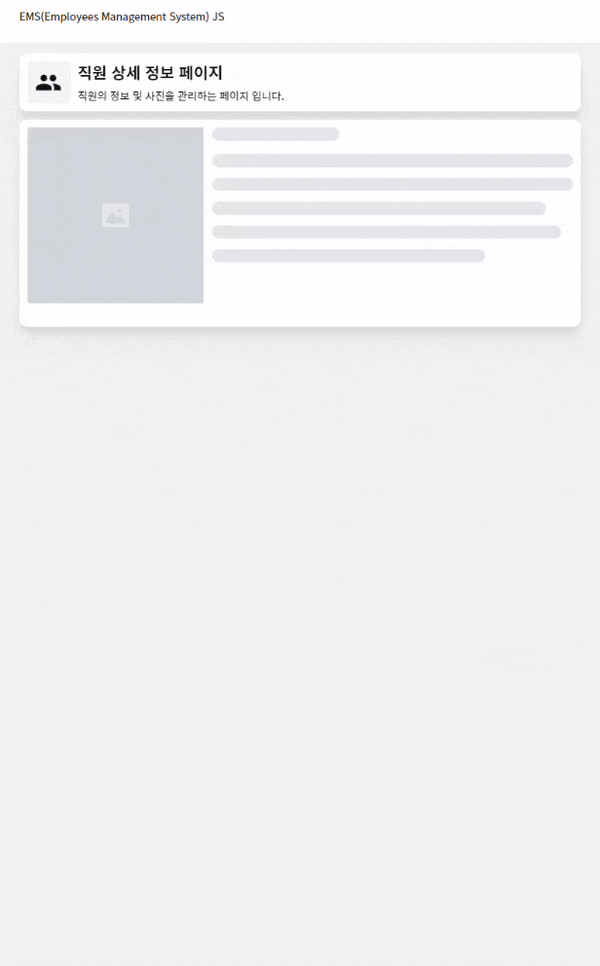 EMS(Employees Management System) JS
직원 상세 정보 페이지
직원의 정보 및 사진을 관리하는 페이지 입니다.